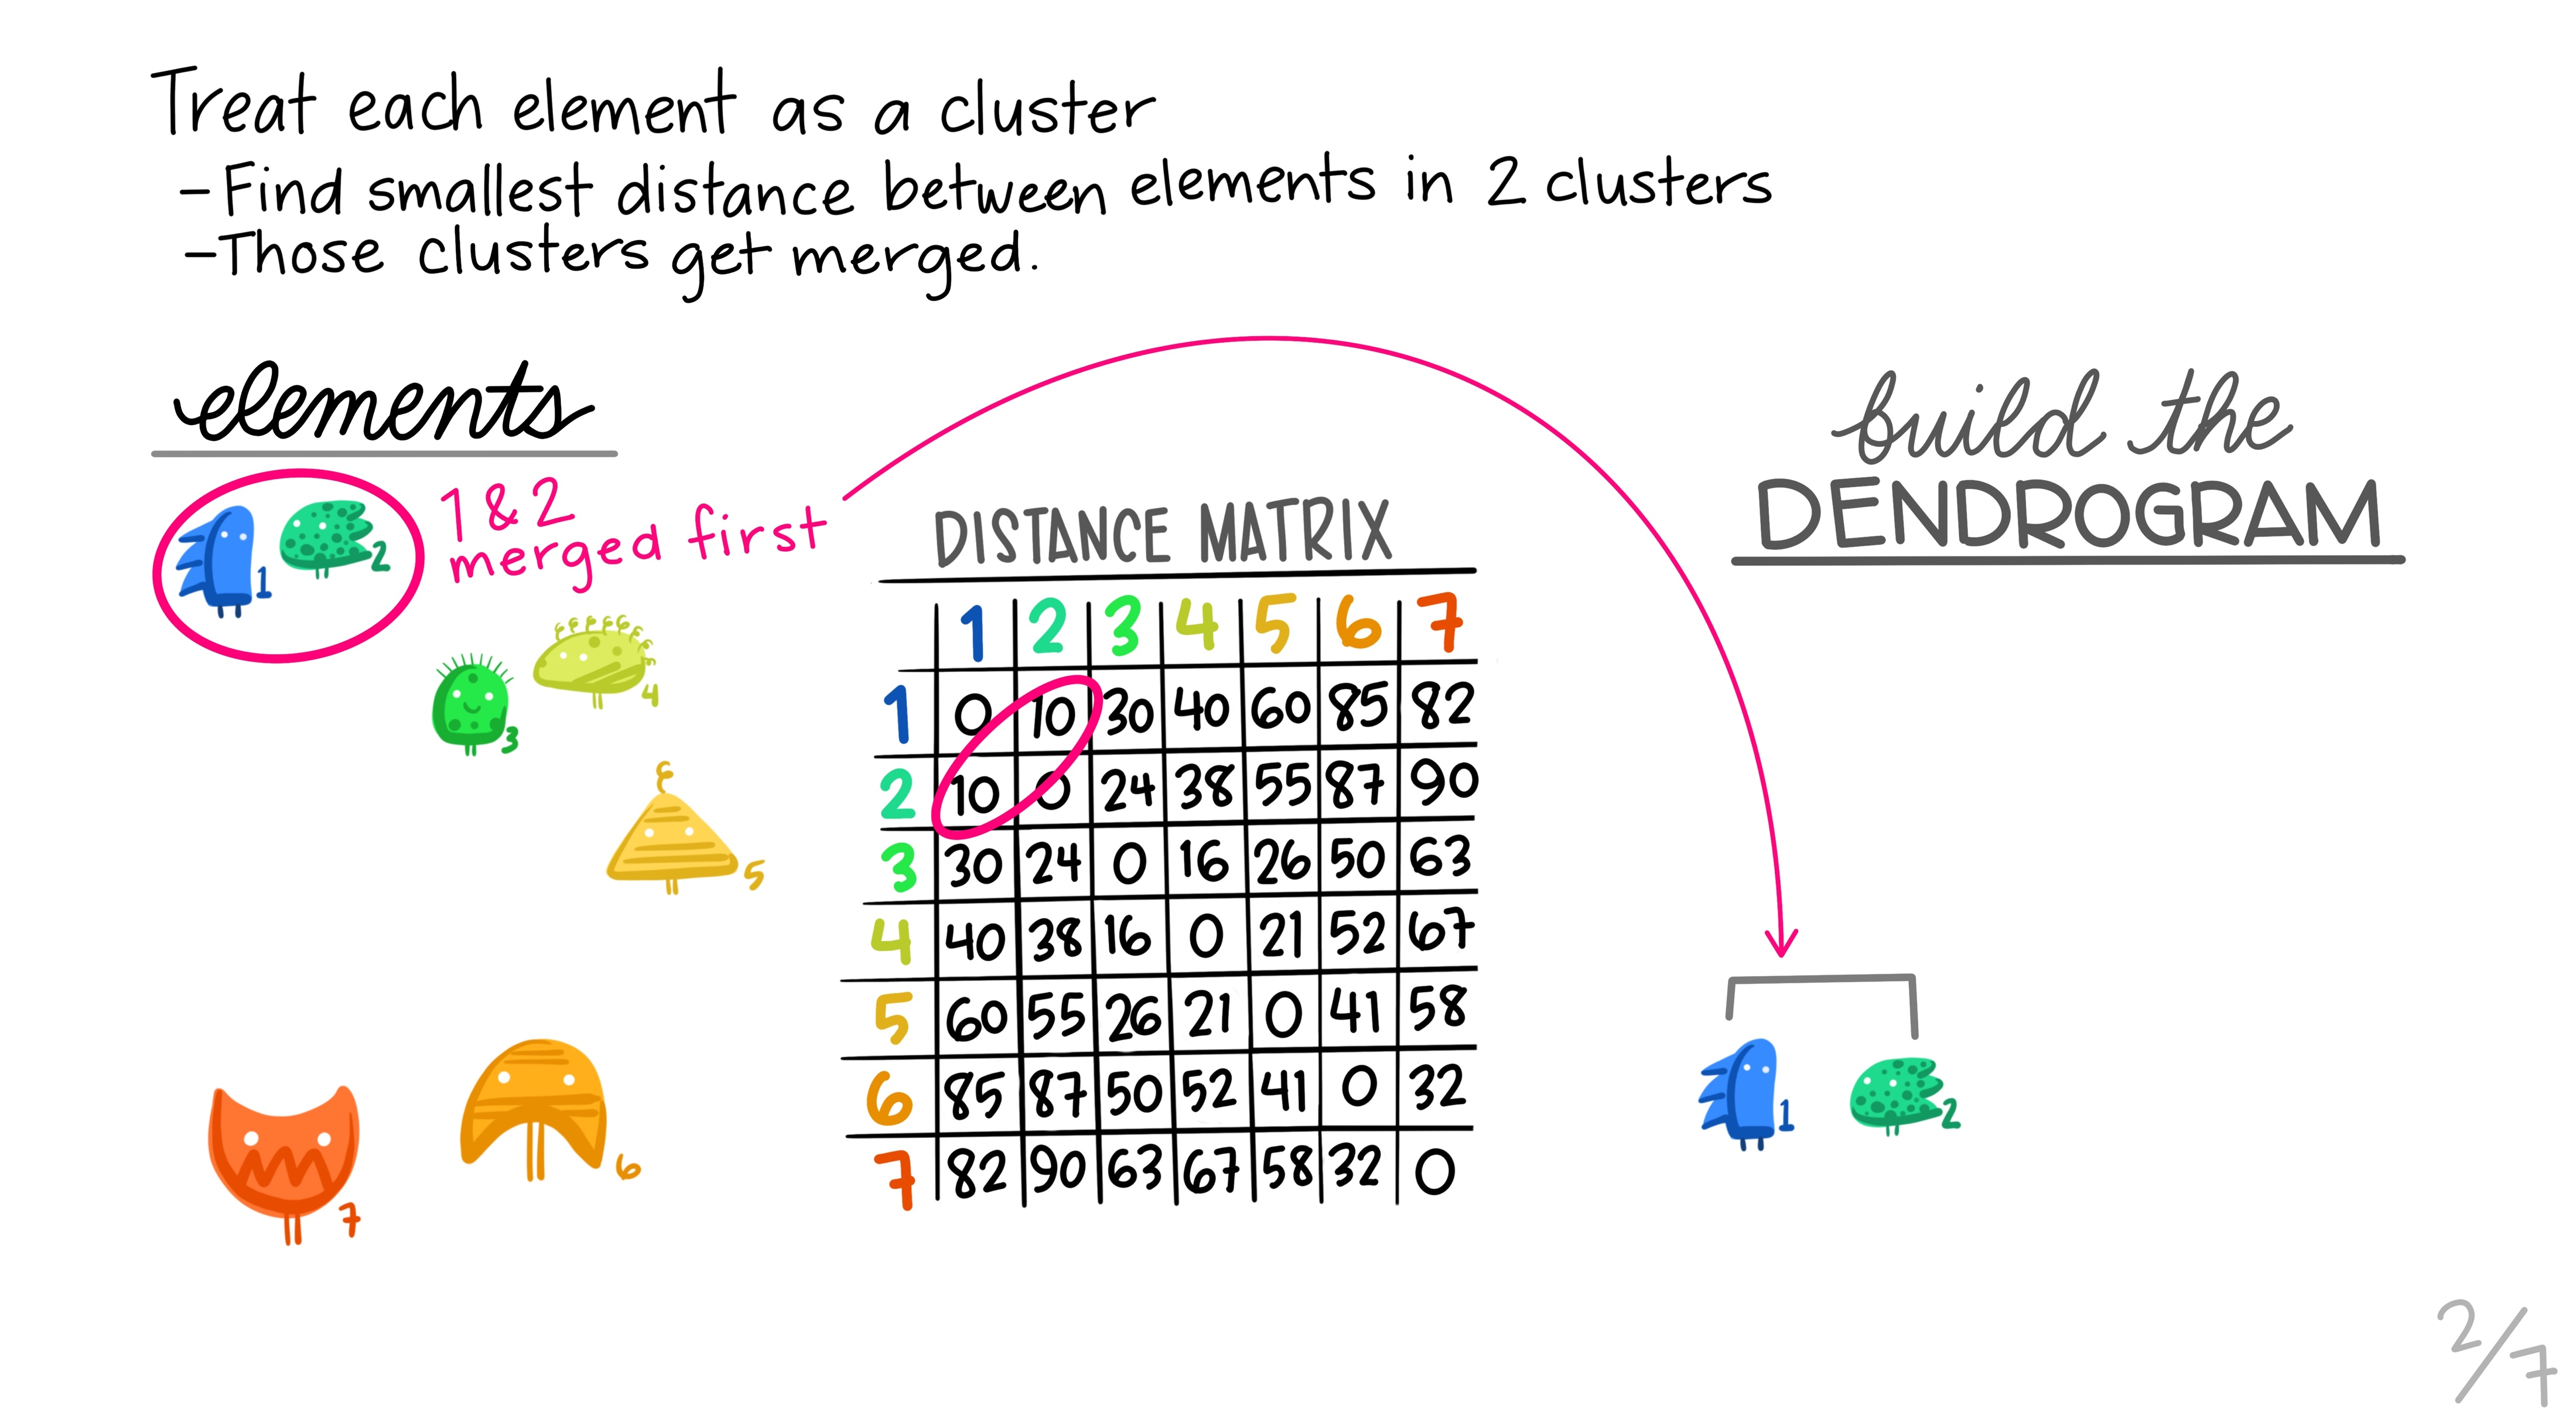 Treat each element as a cluster
- Find smallest distance between elements in 2 clusters
- Those clusters get merged.
elements
build the
DENDROGRAM
1 2
1 & 2
merged first
4
3
5
6
7
DISTANCE MATRIX
1 2 3 4 5 6 7
1 0 10 30 40 60 85 82
2 10 0 24 38 55 87 90
3 30 24 0 16 26 50 63
4 40 38 16 0 21 52 67
5 60 55 26 21 0 41 58
6 85 87 50 52 41 0 32
7 82 90 63 67 58 32 0
1 2
2/7